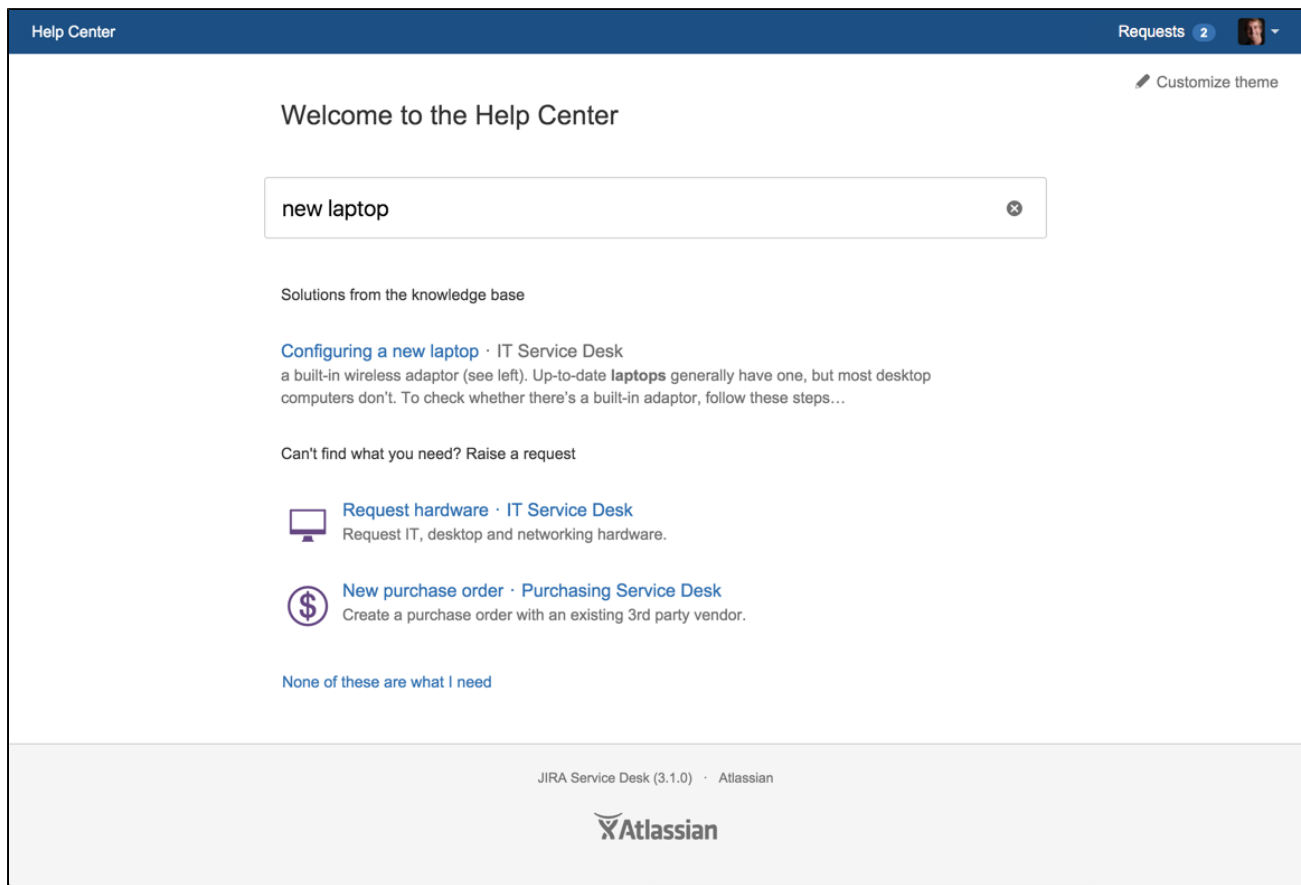 Help Center
Requests 2
Customize theme
Welcome to the Help Center
new laptop
Solutions from the knowledge base
Configuring a new laptop · IT Service Desk
a built-in wireless adaptor (see left). Up-to-date laptops generally have one, but most desktop
computers don't. To check whether there's a built-in adaptor, follow these steps…
Can't find what you need? Raise a request
Request hardware · IT Service Desk
Request IT, desktop and networking hardware.
$
New purchase order · Purchasing Service Desk
Create a purchase order with an existing 3rd party vendor.
None of these are what I need
JIRA Service Desk (3.1.0) · Atlassian
Atlassian